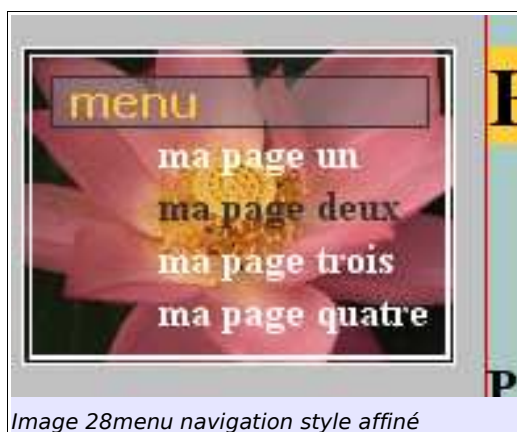 menu
ma page un
ma page deux
ma page trois
ma page quatre
P
Image 28menu navigation style affiné